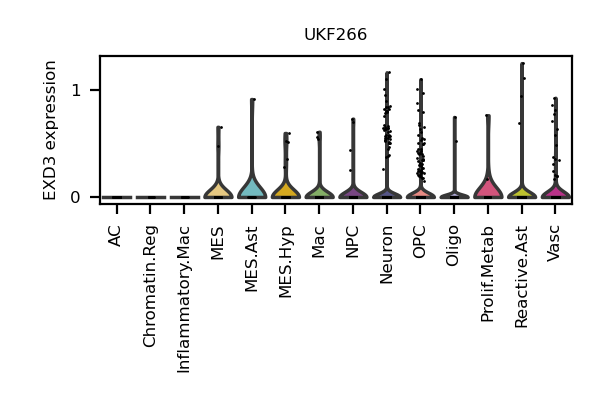 UKF266
EXD3 expression
1
0
AC
Chromatin.Reg
Inflammatory.Mac
MES
MES.Ast
MES.Hyp
Mac
NPC
Neuron
OPC
Oligo
Prolif.Metab
Reactive.Ast
Vasc